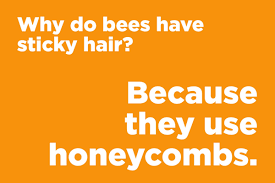 Why do bees have
sticky hair?
Because
they use
honeycombs.